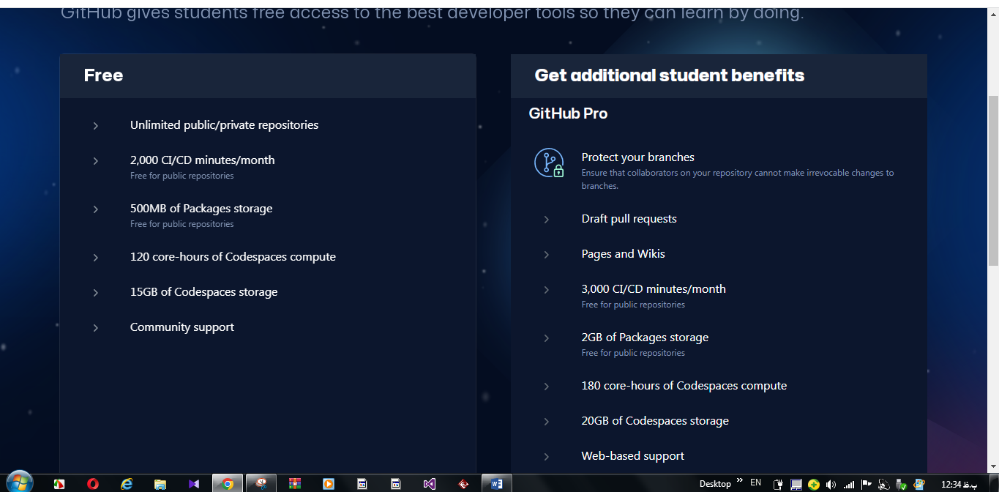 GitHub gives students free access to the best developer tools so they can learn by doing.
Free
Unlimited public/private repositories
2,000 CI/CD minutes/month
Free for public repositories
500MB of Packages storage
Free for public repositories
120 core-hours of Codespaces compute
15GB of Codespaces storage
Community support
Get additional student benefits
GitHub Pro
Protect your branches
Ensure that collaborators on your repository cannot make irrevocable changes to
branches.
Draft pull requests
Pages and Wikis
3,000 CI/CD minutes/month
Free for public repositories
2GB of Packages storage
Free for public repositories
180 core-hours of Codespaces compute
20GB of Codespaces storage
Web-based support
Desktop » EN 12:34 ب.ظ